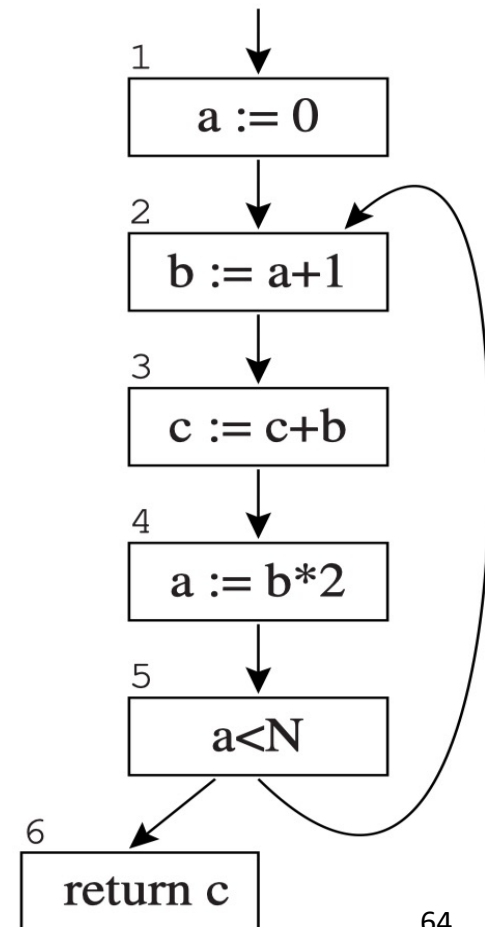 1
a := 0
2
b := a+1
3
c := c+b
4
a := b*2
5
a<N
6
return c
64